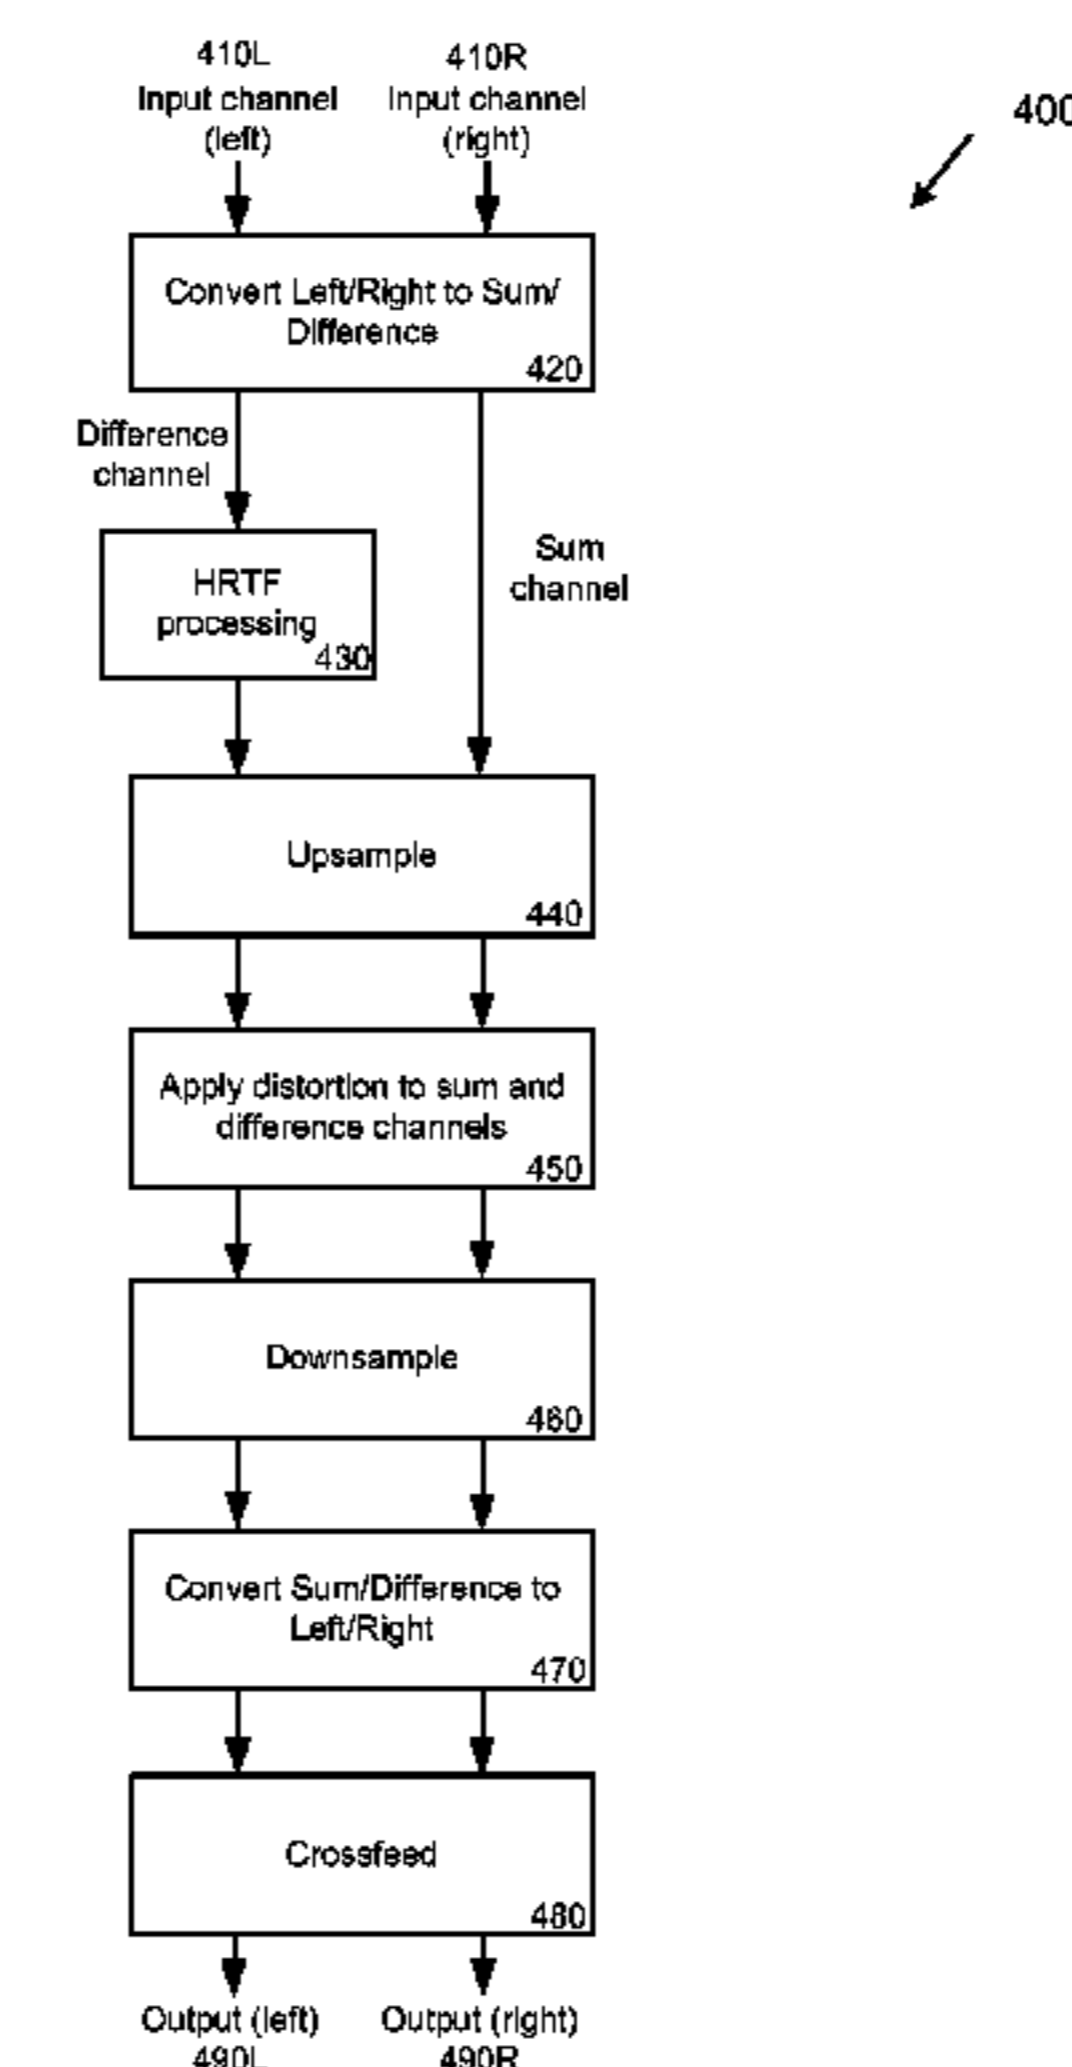 410L
Input channel
(left)
410R
Input channel
(right)
400
Convert Left/Right to Sum/
Difference
420
Difference
channel
HRTF
processing
430
Sum
channel
Upsample
440
Apply distortion to sum and
difference channels
450
Downsample
460
Convert Sum/Difference to
Left/Right
470
Crossfeed
480
Output (left)
490L
Output (right)
490R